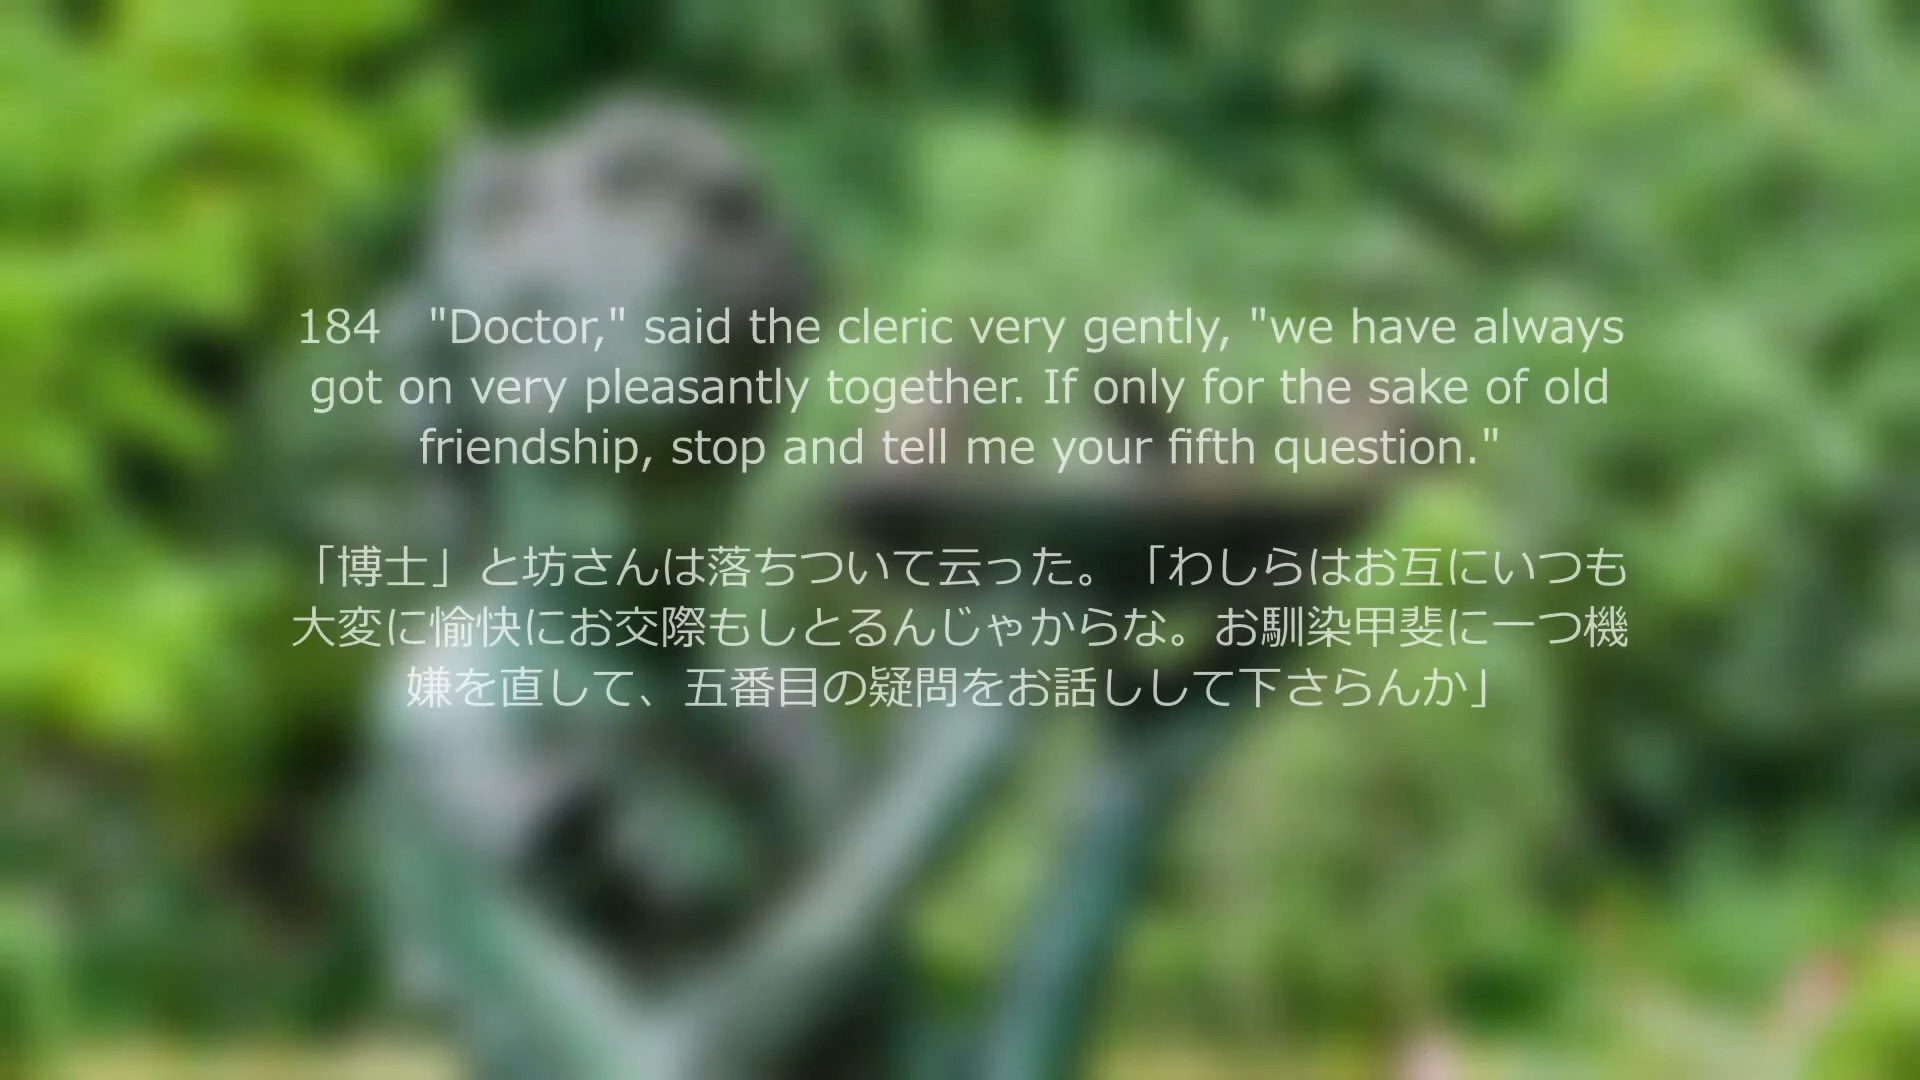 184　"Doctor," said the cleric very gently, "we have always
got on very pleasantly together. If only for the sake of old
friendship, stop and tell me your fifth question."
「博士」と坊さんは落ちついて云った。「わしらはお互にいつも
大変に愉快にお交際もしとるんじゃからな。お馴染甲斐に一つ機
嫌を直して、五番目の疑問をお話しして下さらんか」